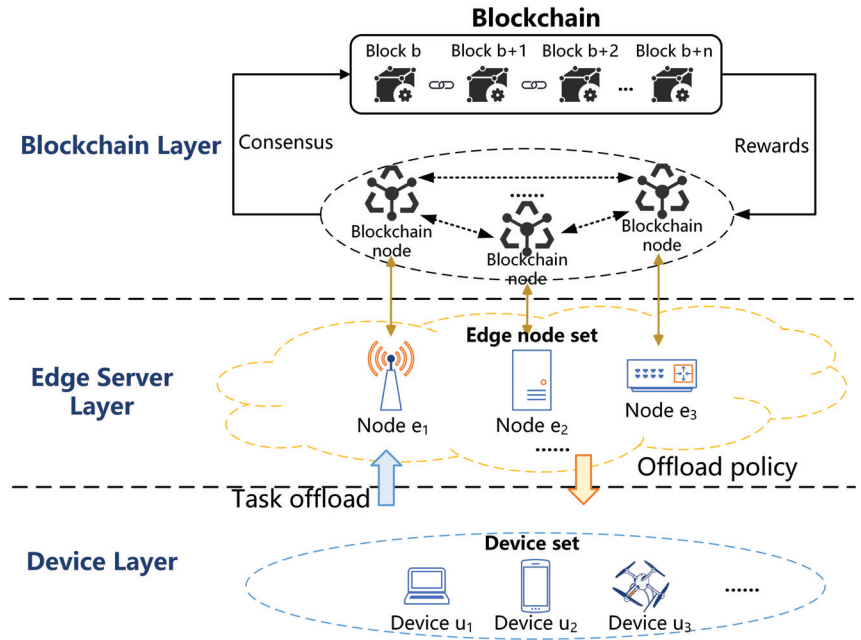 Blockchain
Block b
Block b+1
Block b+2
Block b+n
...
Blockchain Layer
Consensus
Rewards
......
Blockchain
node
Blockchain
node
Blockchain
node
Edge Server
Layer
Edge node set
Node e₁
Node e₂
Node e₃
......
Task offload
Offload policy
Device Layer
Device set
Device u₁
Device u₂
Device u₃
......